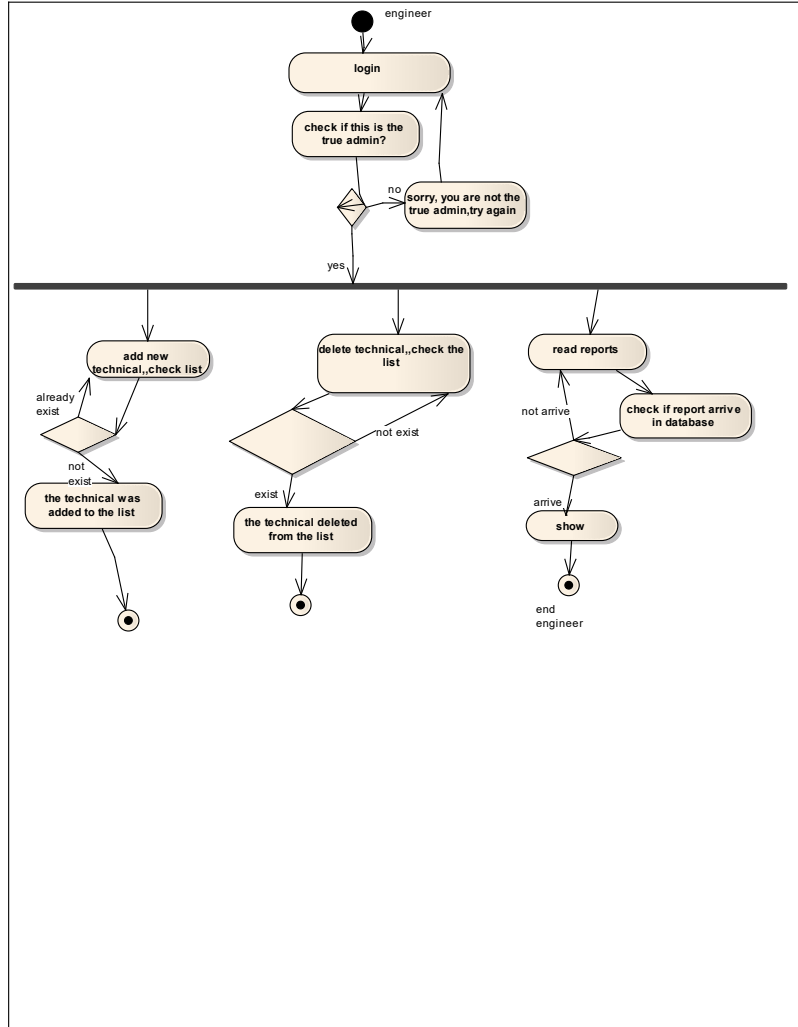 engineer
login
check if this is the
true admin?
no
sorry, you are not the
true admin,try again
yes
add new
technical,,check list
already
exist
not
exist
the technical was
added to the list
delete technical,,check the
list
not exist
exist
the technical deleted
from the list
read reports
check if report arrive
in database
not arrive
arrive
show
end
engineer